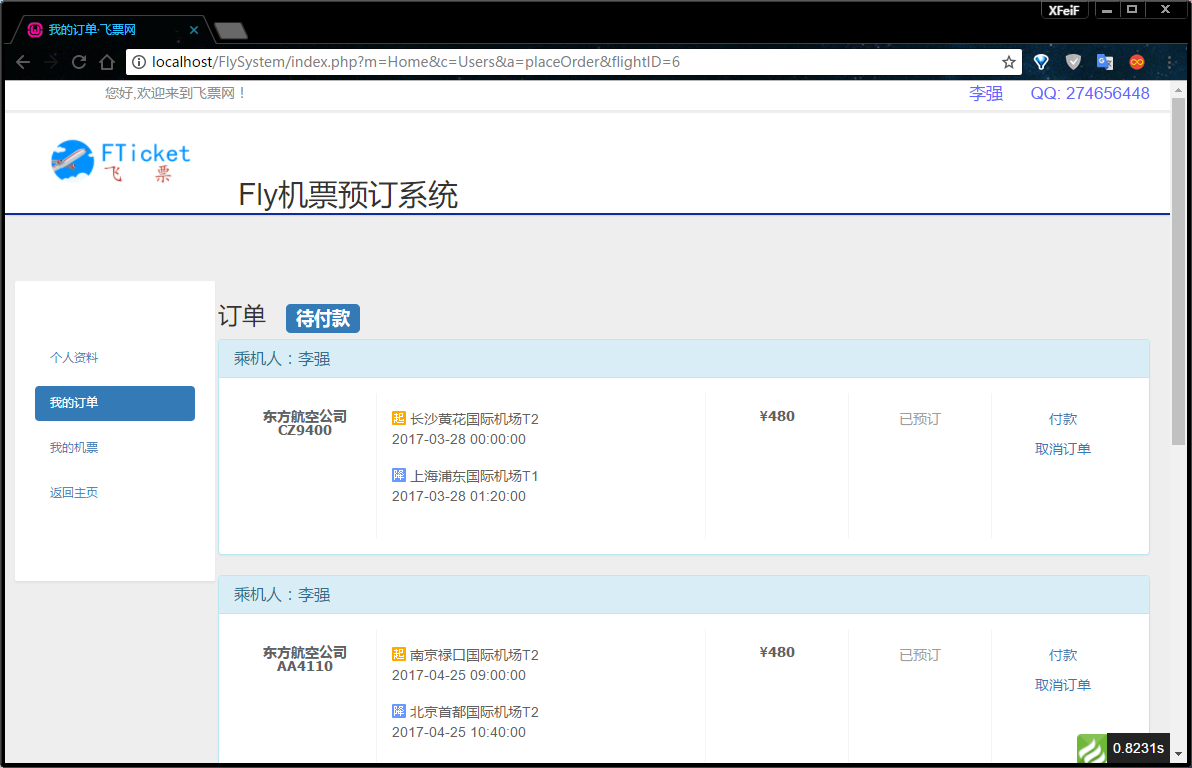 XFeiF
我的订单·飞票网
localhost/FlySystem/index.php?m=Home&c=Users&a=placeOrder&flightID=6
您好,欢迎来到飞票网！ 李强 QQ: 274656448
FTicket
飞 票
Fly机票预订系统
个人资料
我的订单
我的机票
返回主页
订单 待付款
乘机人：李强
东方航空公司
CZ9400
起 长沙黄花国际机场T2
2017-03-28 00:00:00
降 上海浦东国际机场T1
2017-03-28 01:20:00
¥480
已预订
付款
取消订单
乘机人：李强
东方航空公司
AA4110
起 南京禄口国际机场T2
2017-04-25 09:00:00
降 北京首都国际机场T2
2017-04-25 10:40:00
¥480
已预订
付款
取消订单
0.8231s